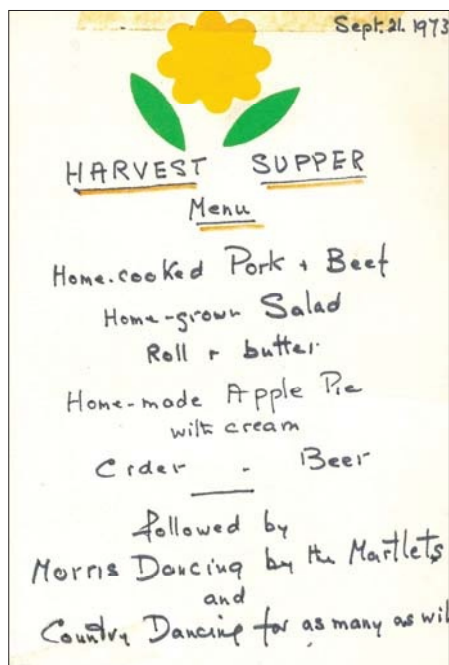 Sept. 21. 1973
HARVEST SUPPER
Menu
Home-cooked Pork + Beef
Home-grown Salad
Roll + butter
Home-made Apple Pie
with cream
Cider - Beer
followed by
Morris Dancing by the Martlets
and
Country Dancing for as many as wil